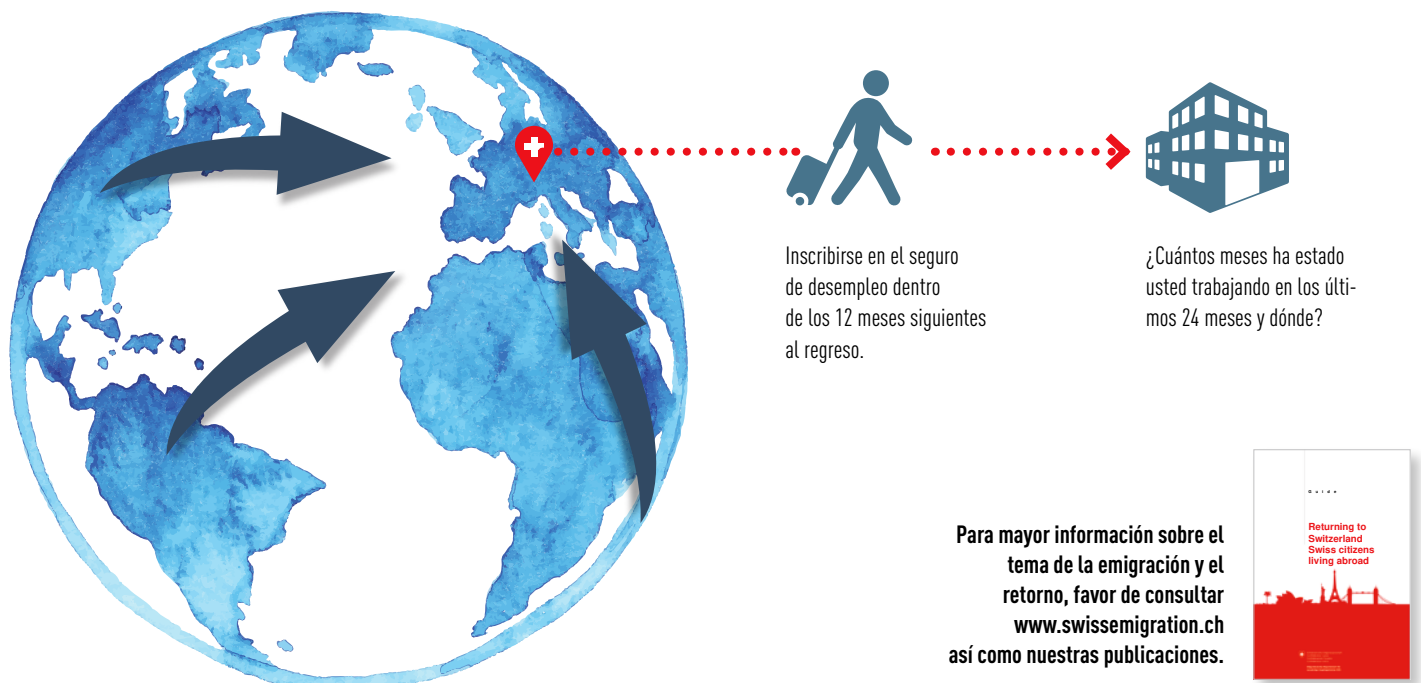 Inscribirse en el seguro
de desempleo dentro
de los 12 meses siguientes
al regreso.
¿Cuántos meses ha estado
usted trabajando en los últi-
mos 24 meses y dónde?
Para mayor información sobre el
tema de la emigración y el
retorno, favor de consultar
www.swissemigration.ch
así como nuestras publicaciones.
Guide
Returning to
Switzerland
Swiss citizens
living abroad